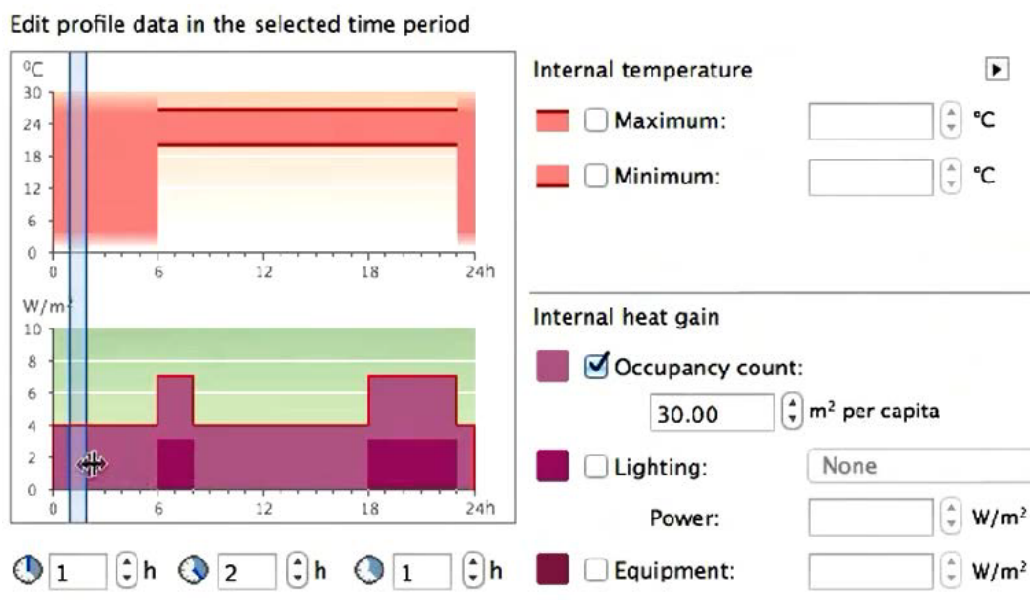 Edit profile data in the selected time period
°C
30
24
18
12
6
0
0 6 12 18 24h
W/m²
10
8
6
4
2
0
0 6 12 18 24h
1 h 2 h 1 h
Internal temperature
Maximum: °C
Minimum: °C
Internal heat gain
Occupancy count:
30.00 m² per capita
Lighting: None
Power: W/m²
Equipment: W/m²